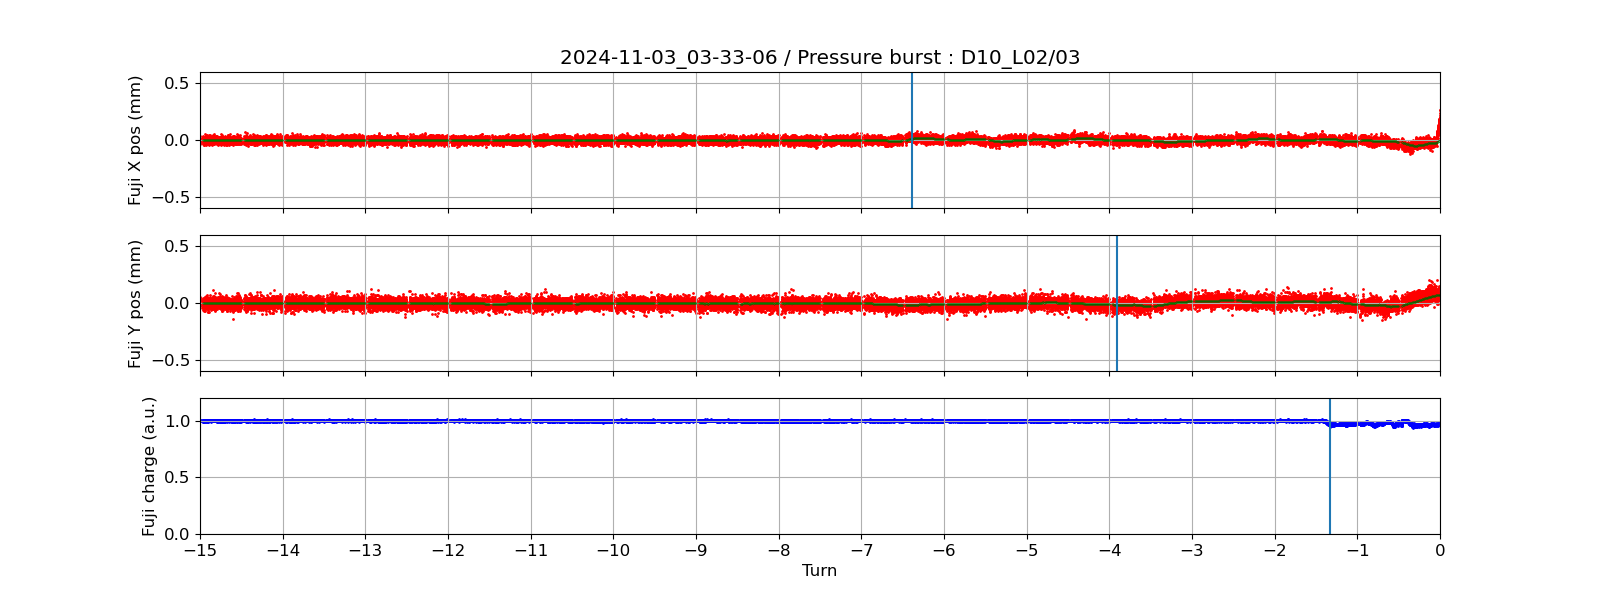 2024-11-03_03-33-06 / Pressure burst : D10_L02/03
Fuji X pos (mm)
0.5
0.0
−0.5
Fuji Y pos (mm)
0.5
0.0
−0.5
Fuji charge (a.u.)
1.0
0.5
0.0
−15 −14 −13 −12 −11 −10 −9 −8 −7 −6 −5 −4 −3 −2 −1 0
Turn